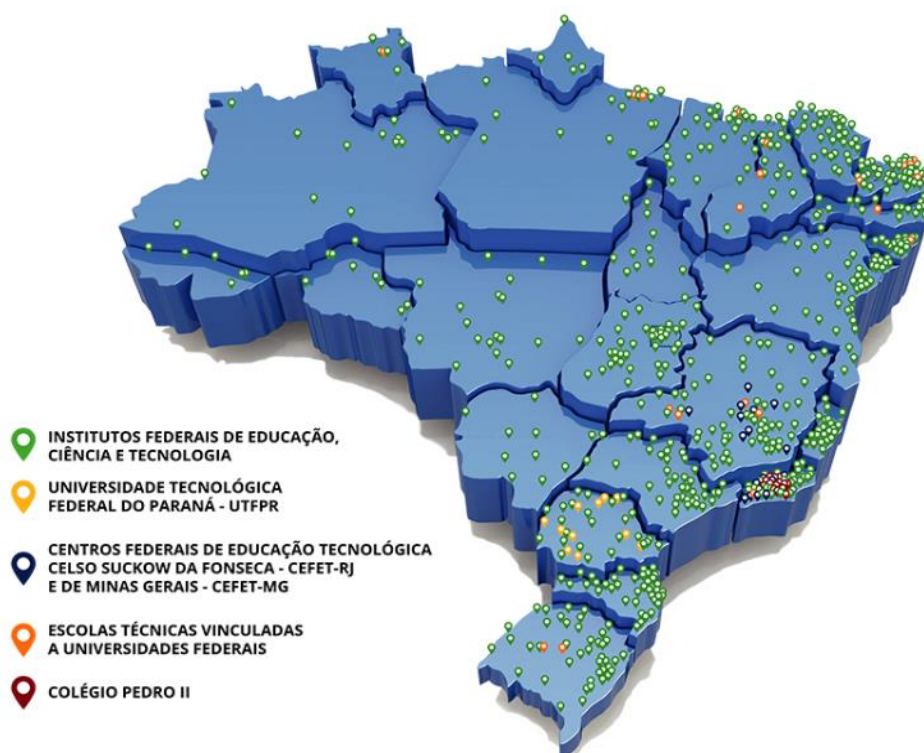 INSTITUTOS FEDERAIS DE EDUCAÇÃO,
CIÊNCIA E TECNOLOGIA
UNIVERSIDADE TECNOLÓGICA
FEDERAL DO PARANÁ - UTFPR
CENTROS FEDERAIS DE EDUCAÇÃO TECNOLÓGICA
CELSO SUCKOW DA FONSECA - CEFET-RJ
E DE MINAS GERAIS - CEFET-MG
ESCOLAS TÉCNICAS VINCULADAS
A UNIVERSIDADES FEDERAIS
COLÉGIO PEDRO II